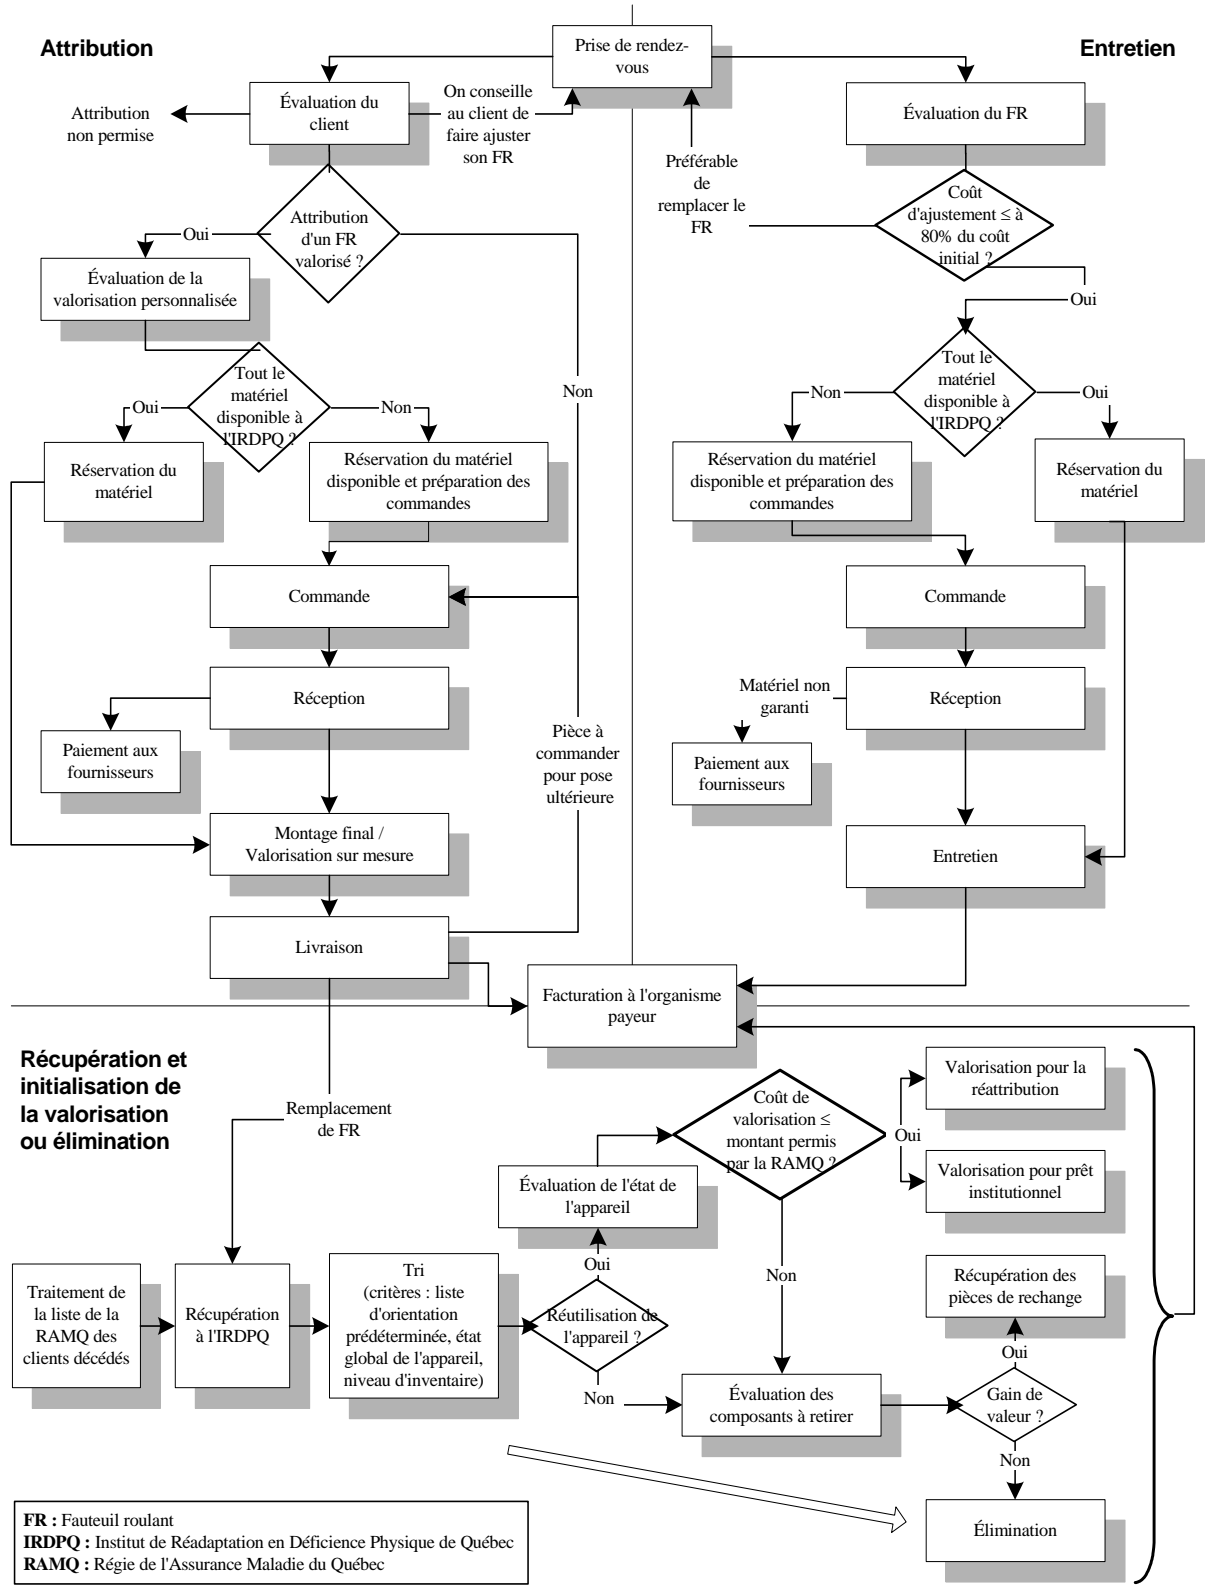 Attribution
Prise de rendez-
vous
Entretien
Évaluation du
client
On conseille
au client de
faire ajuster
son FR
Attribution
non permise
Évaluation du FR
Préférable
de
remplacer le
FR
Coût
d'ajustement ≤ à
80% du coût
initial ?
Attribution
d'un FR
valorisé ?
Oui
Évaluation de la
valorisation personnalisée
Oui
Tout le
matériel
disponible à
l'IRDPQ ?
Oui
Non
Non
Tout le
matériel
disponible à
l'IRDPQ ?
Non
Oui
Réservation du
matériel
Réservation du matériel
disponible et préparation des
commandes
Réservation du matériel
disponible et préparation des
commandes
Réservation du
matériel
Commande
Commande
Réception
Matériel non
garanti
Réception
Paiement aux
fournisseurs
Pièce à
commander
pour pose
ultérieure
Paiement aux
fournisseurs
Montage final /
Valorisation sur mesure
Entretien
Livraison
Facturation à l'organisme
payeur
Récupération et
initialisation de
la valorisation
ou élimination
Remplacement
de FR
Coût de
valorisation ≤
montant permis
par la RAMQ ?
Oui
Valorisation pour la
réattribution
Valorisation pour prêt
institutionnel
Évaluation de l'état de
l'appareil
Oui
Non
Traitement de
la liste de la
RAMQ des
clients décédés
Récupération
à l'IRDPQ
Tri
(critères : liste
d'orientation
prédéterminée, état
global de l'appareil,
niveau d'inventaire)
Réutilisation de
l'appareil ?
Non
Récupération des
pièces de rechange
Oui
Évaluation des
composants à retirer
Gain de
valeur ?
Non
Élimination
FR : Fauteuil roulant
IRDPQ : Institut de Réadaptation en Déficience Physique de Québec
RAMQ : Régie de l'Assurance Maladie du Québec